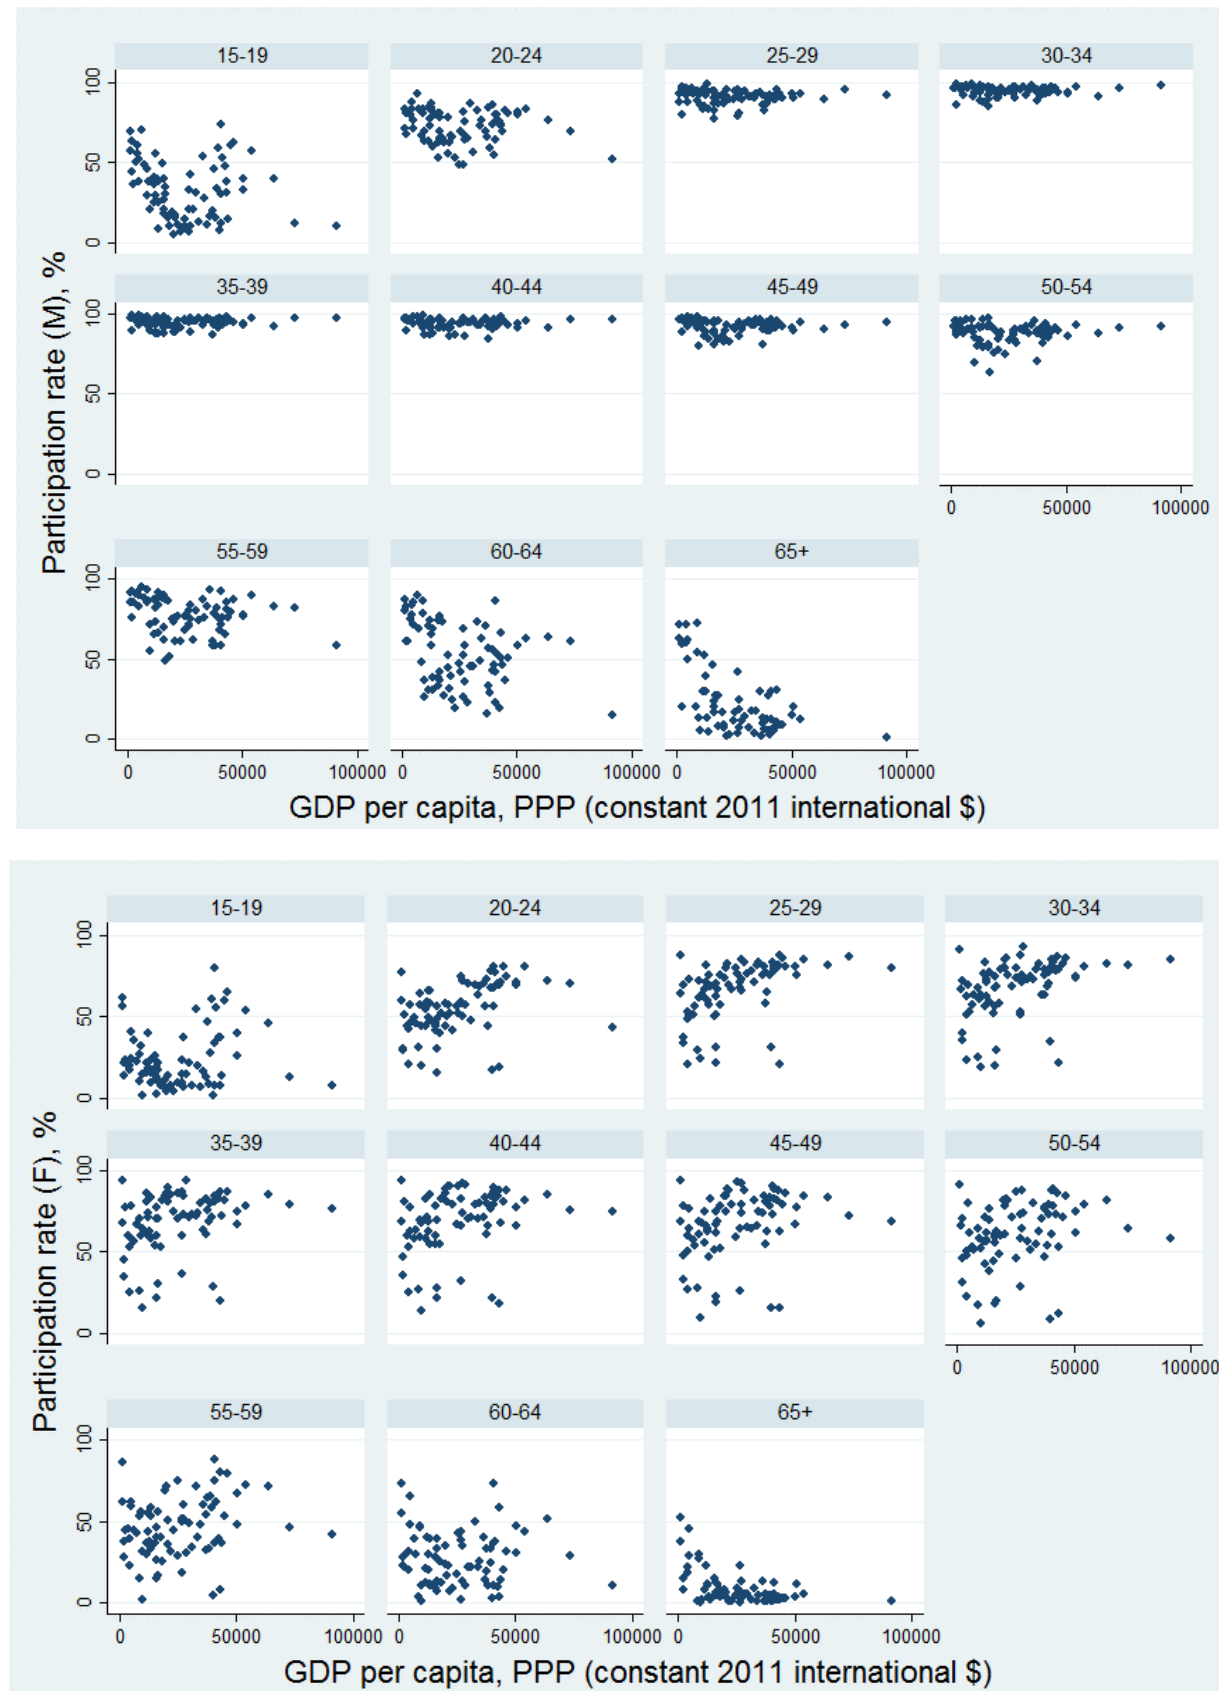 15-19 20-24 25-29 30-34
100
50
0
35-39 40-44 45-49 50-54
100
50
0
0 50000 100000
55-59 60-64 65+
100
50
0
0 50000 100000 0 50000 100000 0 50000 100000
Participation rate (M), %
GDP per capita, PPP (constant 2011 international $)
15-19 20-24 25-29 30-34
100
50
0
35-39 40-44 45-49 50-54
100
50
0
0 50000 100000
55-59 60-64 65+
100
50
0
0 50000 100000 0 50000 100000 0 50000 100000
Participation rate (F), %
GDP per capita, PPP (constant 2011 international $)